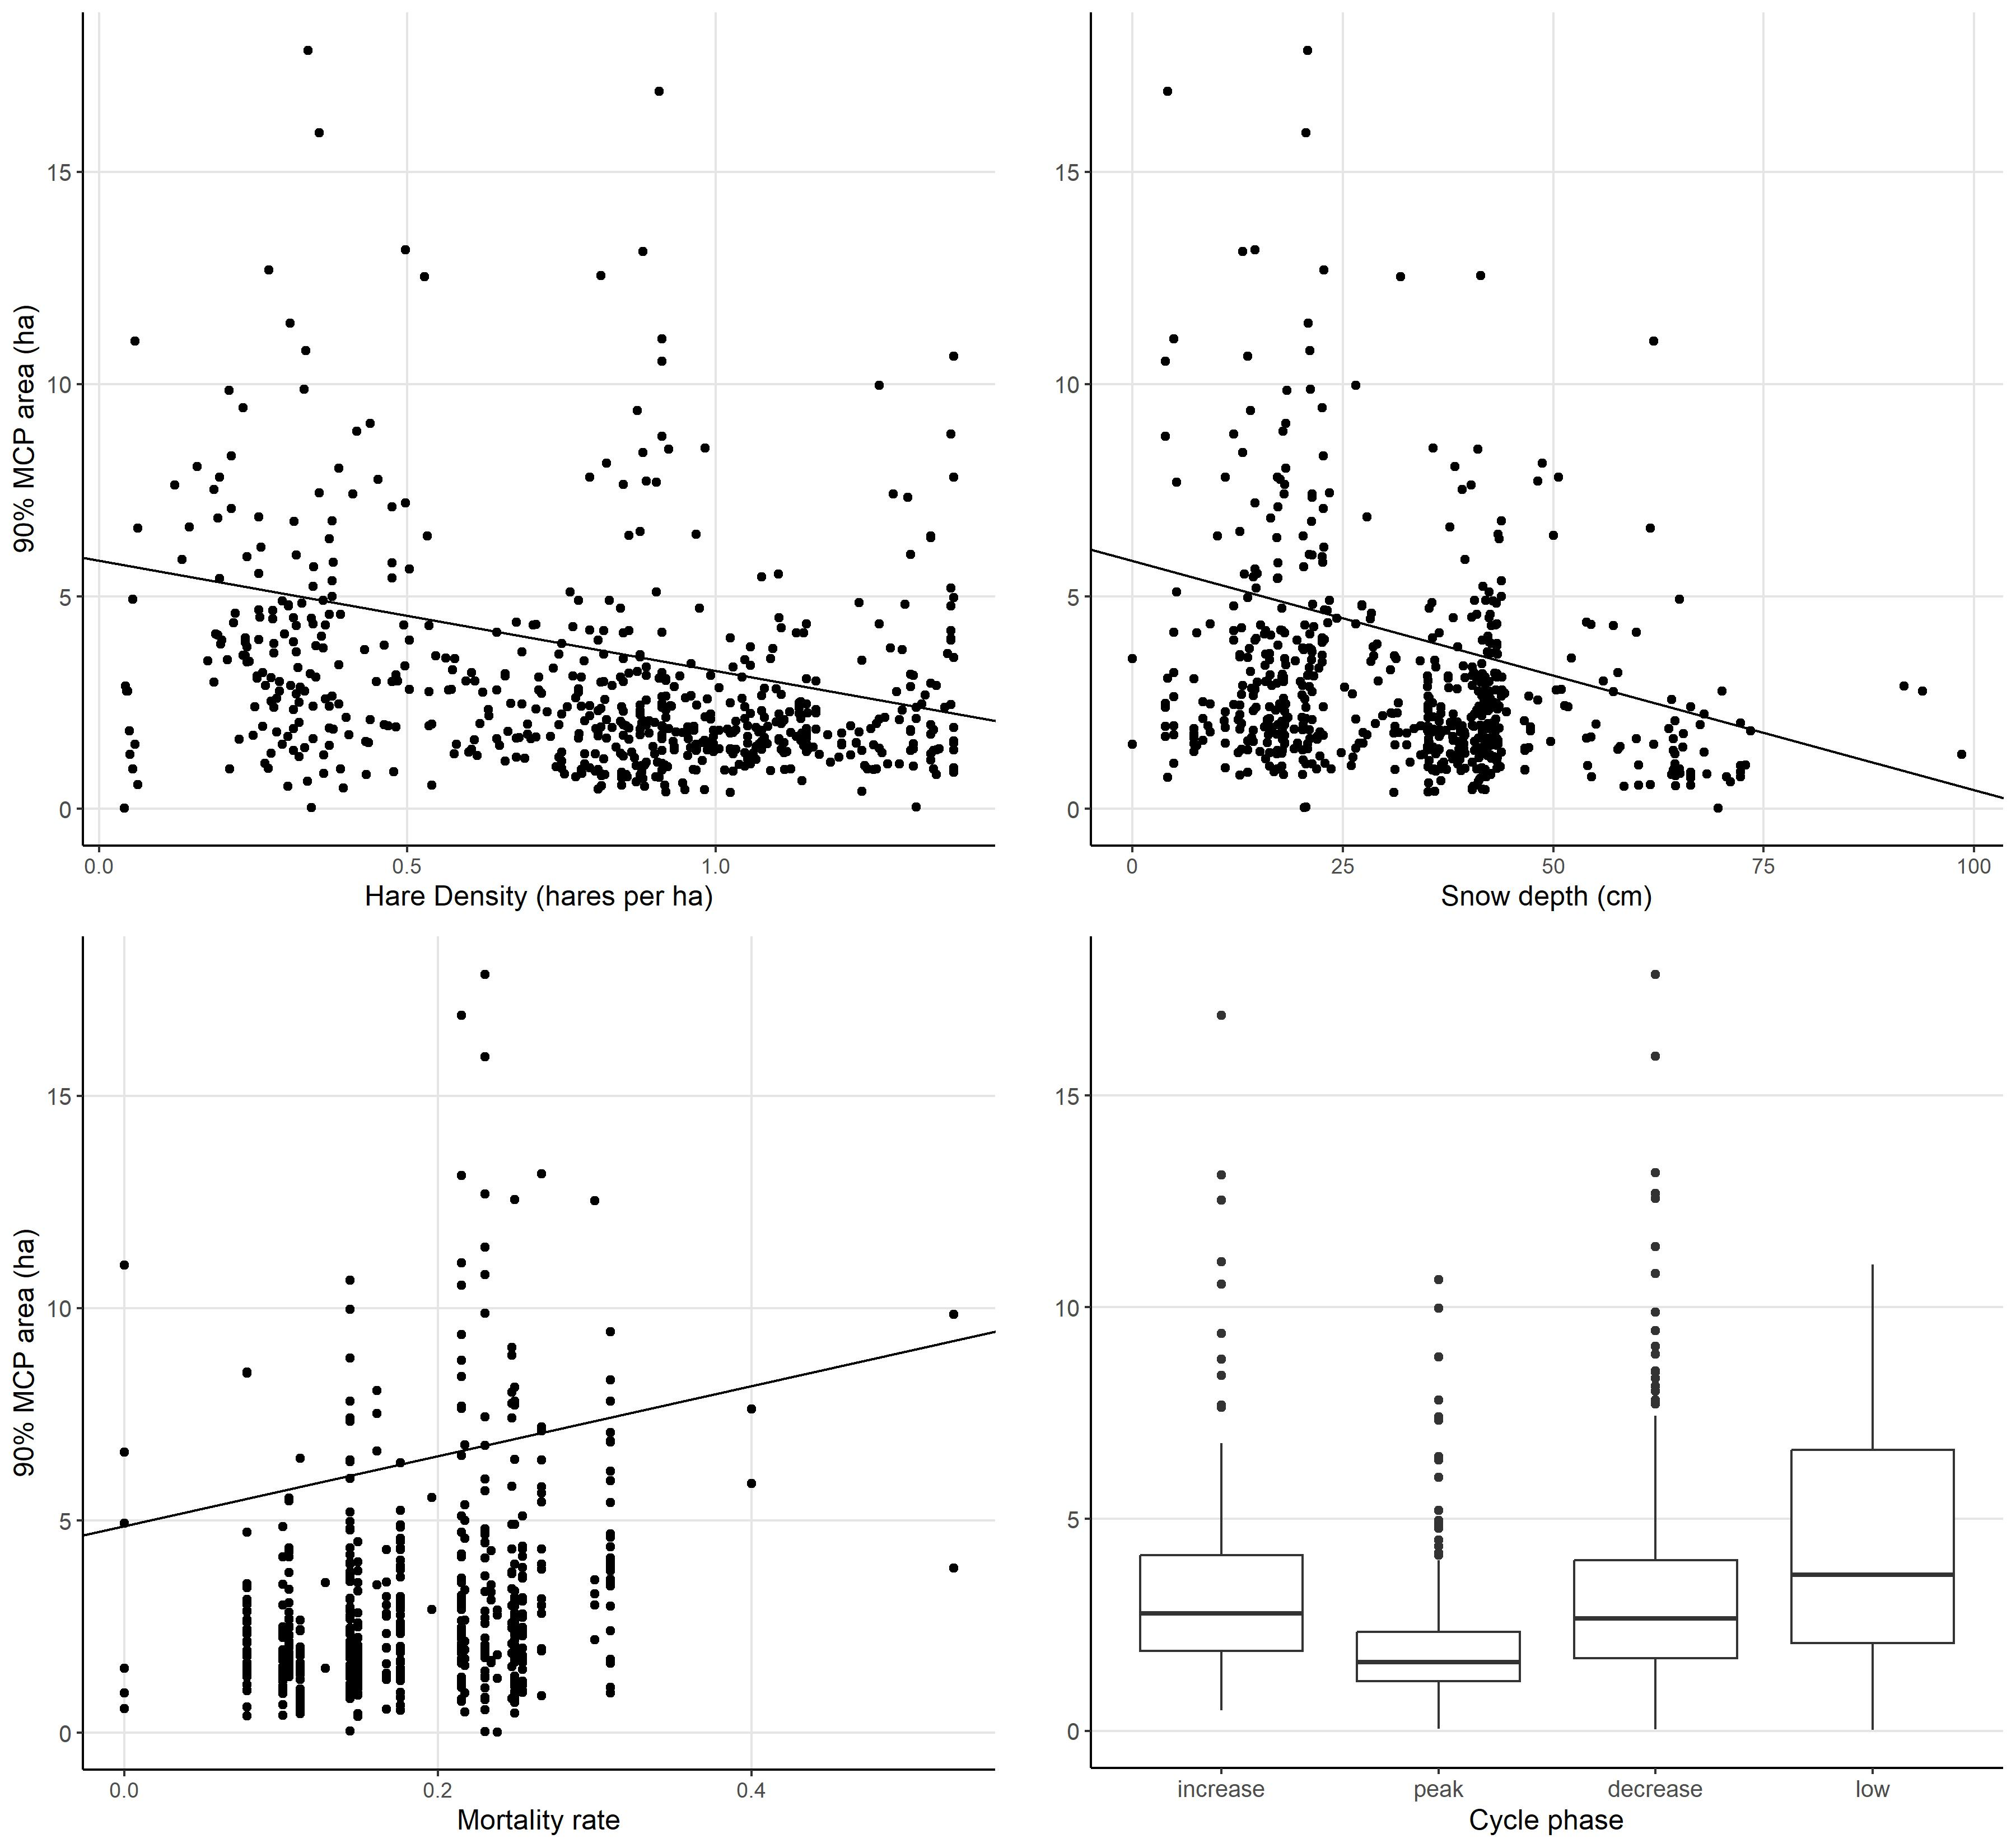 90% MCP area (ha)
15
10
5
0
0.0 0.5 1.0
Hare Density (hares per ha)
15
10
5
0
0 25 50 75 100
Snow depth (cm)
90% MCP area (ha)
15
10
5
0
0.0 0.2 0.4
Mortality rate
15
10
5
0
increase peak decrease low
Cycle phase